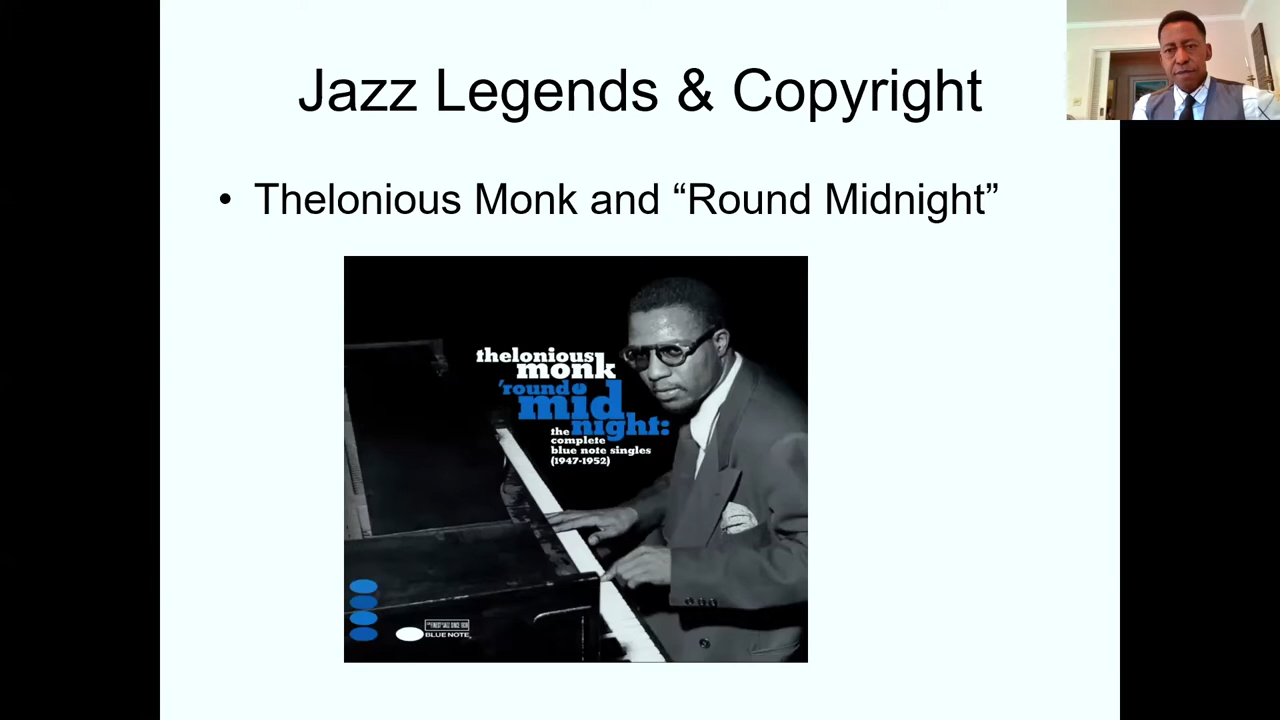 Jazz Legends & Copyright
• Thelonious Monk and “Round Midnight”
thelonious
monk
'round
mid
night:
the
complete
blue note singles
(1947-1952)
BLUE NOTE